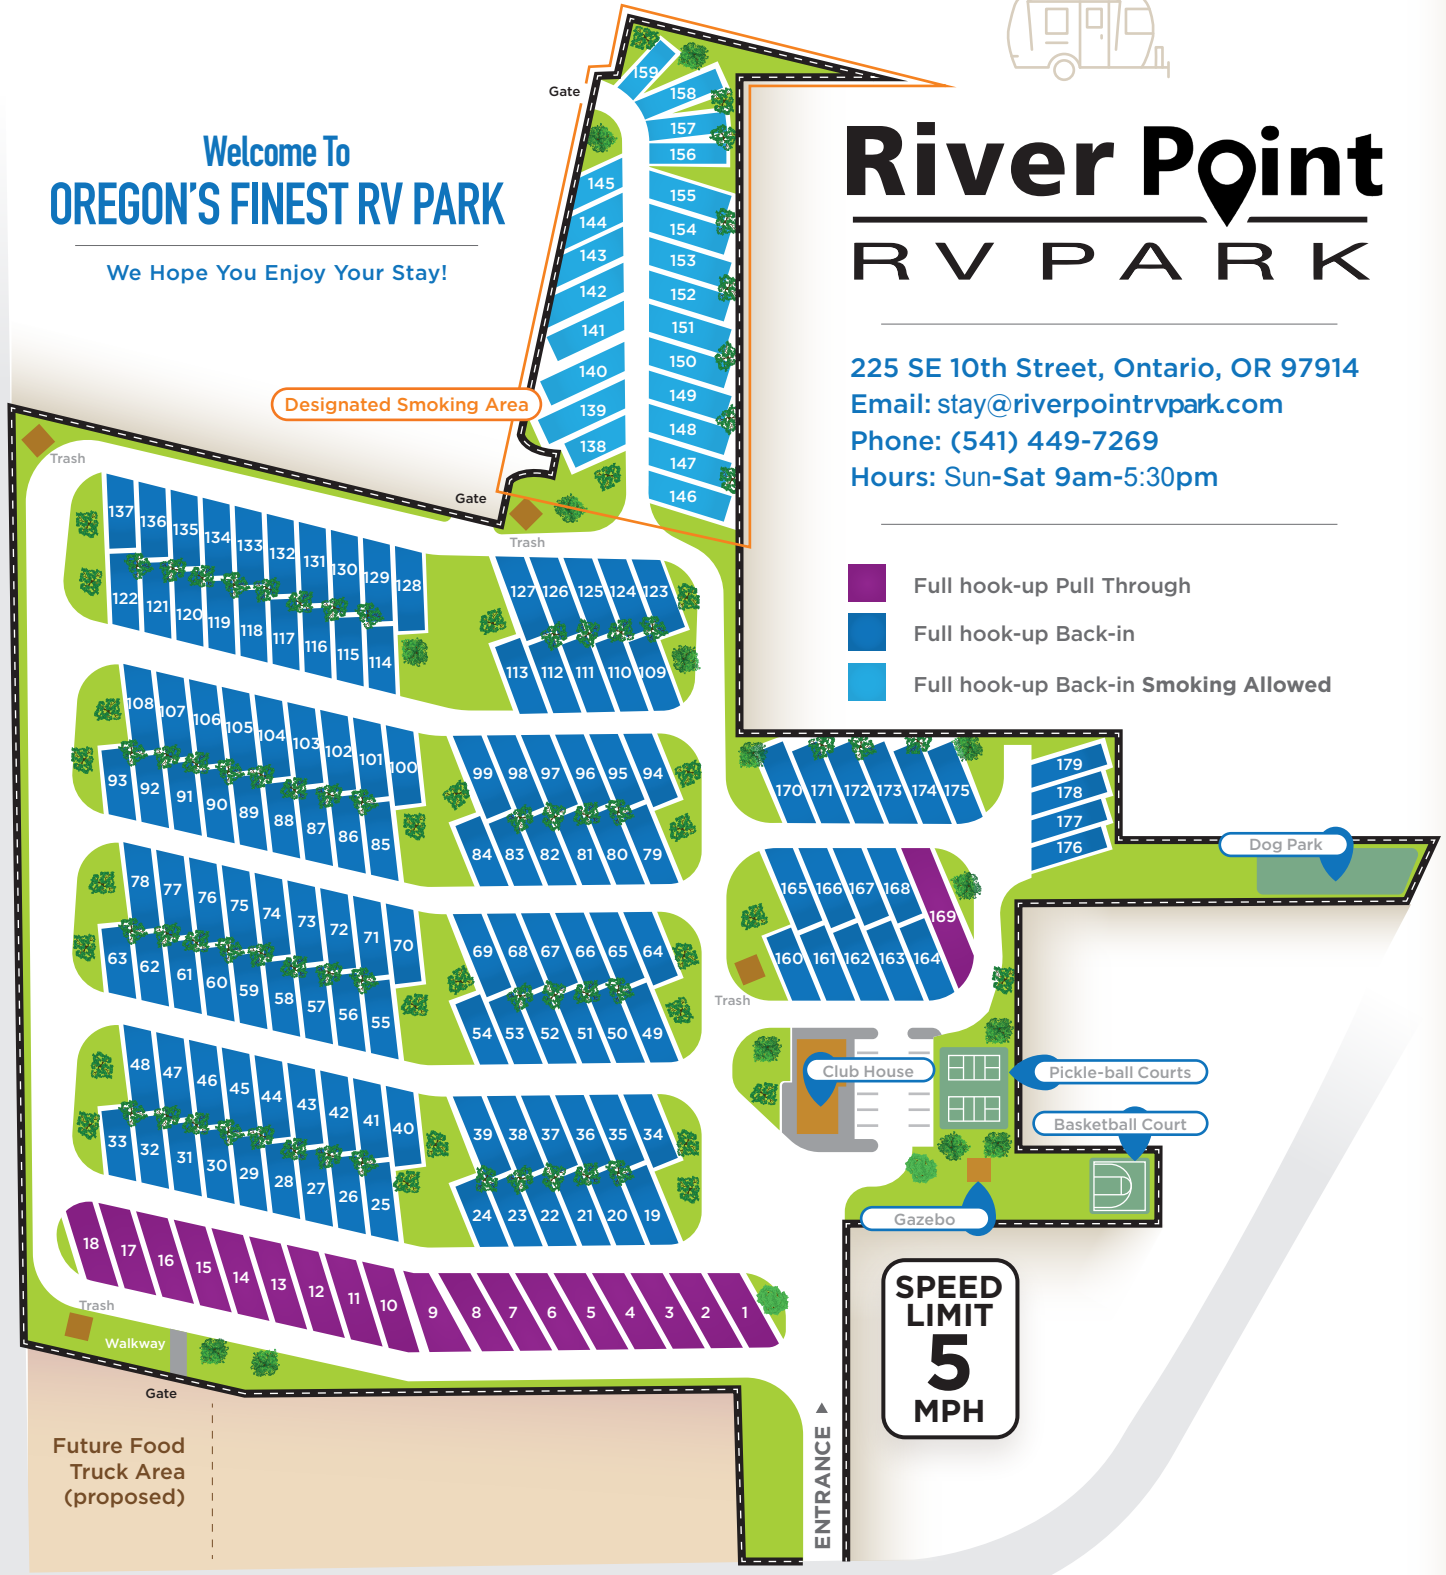 Welcome To
OREGON'S FINEST RV PARK
We Hope You Enjoy Your Stay!
River Point
RV PARK
225 SE 10th Street, Ontario, OR 97914
Email: stay@riverpointrvpark.com
Phone: (541) 449-7269
Hours: Sun-Sat 9am-5:30pm
Full hook-up Pull Through
Full hook-up Back-in
Full hook-up Back-in Smoking Allowed
Gate
159
158
157
156
145
155
144
154
143
153
142
152
141
151
140
150
139
149
138
148
147
146
Designated Smoking Area
Trash
Gate
Trash
137 136 135 134 133 132 131 130 129 128
127 126 125 124 123
122 121 120 119 118 117 116 115 114
113 112 111 110 109
108 107 106 105 104 103 102 101 100
99 98 97 96 95 94
93 92 91 90 89 88 87 86 85
84 83 82 81 80 79
170 171 172 173 174 175
179
178
177
176
Dog Park
78 77 76 75 74 73 72 71 70
69 68 67 66 65 64
63 62 61 60 59 58 57 56 55
54 53 52 51 50 49
165 166 167 168 169
160 161 162 163 164
Trash
Club House
Pickle-ball Courts
Basketball Court
Gazebo
48 47 46 45 44 43 42 41 40
39 38 37 36 35 34
33 32 31 30 29 28 27 26 25
24 23 22 21 20 19
18 17 16 15 14 13 12 11 10 9 8 7 6 5 4 3 2 1
Trash
Walkway
Gate
SPEED
LIMIT
5
MPH
ENTRANCE
Future Food
Truck Area
(proposed)